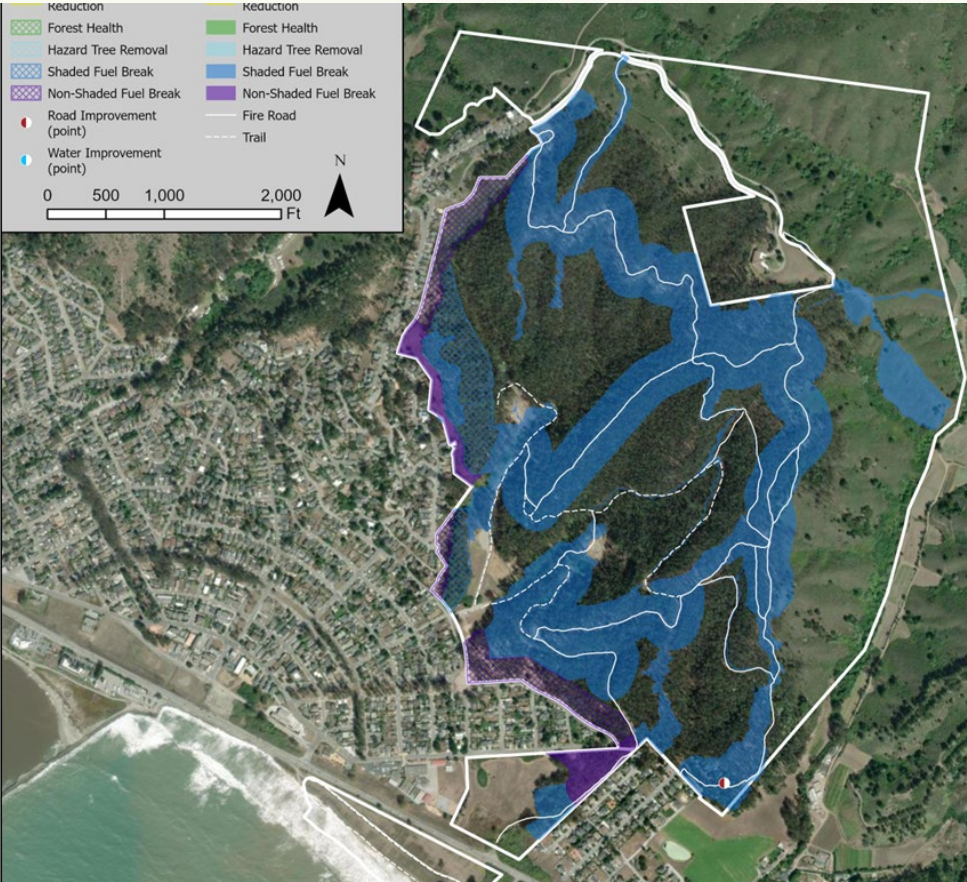 Reduction
Reduction
Forest Health
Forest Health
Hazard Tree Removal
Hazard Tree Removal
Shaded Fuel Break
Shaded Fuel Break
Non-Shaded Fuel Break
Non-Shaded Fuel Break
Road Improvement
(point)
Fire Road
Trail
Water Improvement
(point)
N
0 500 1,000 2,000
Ft